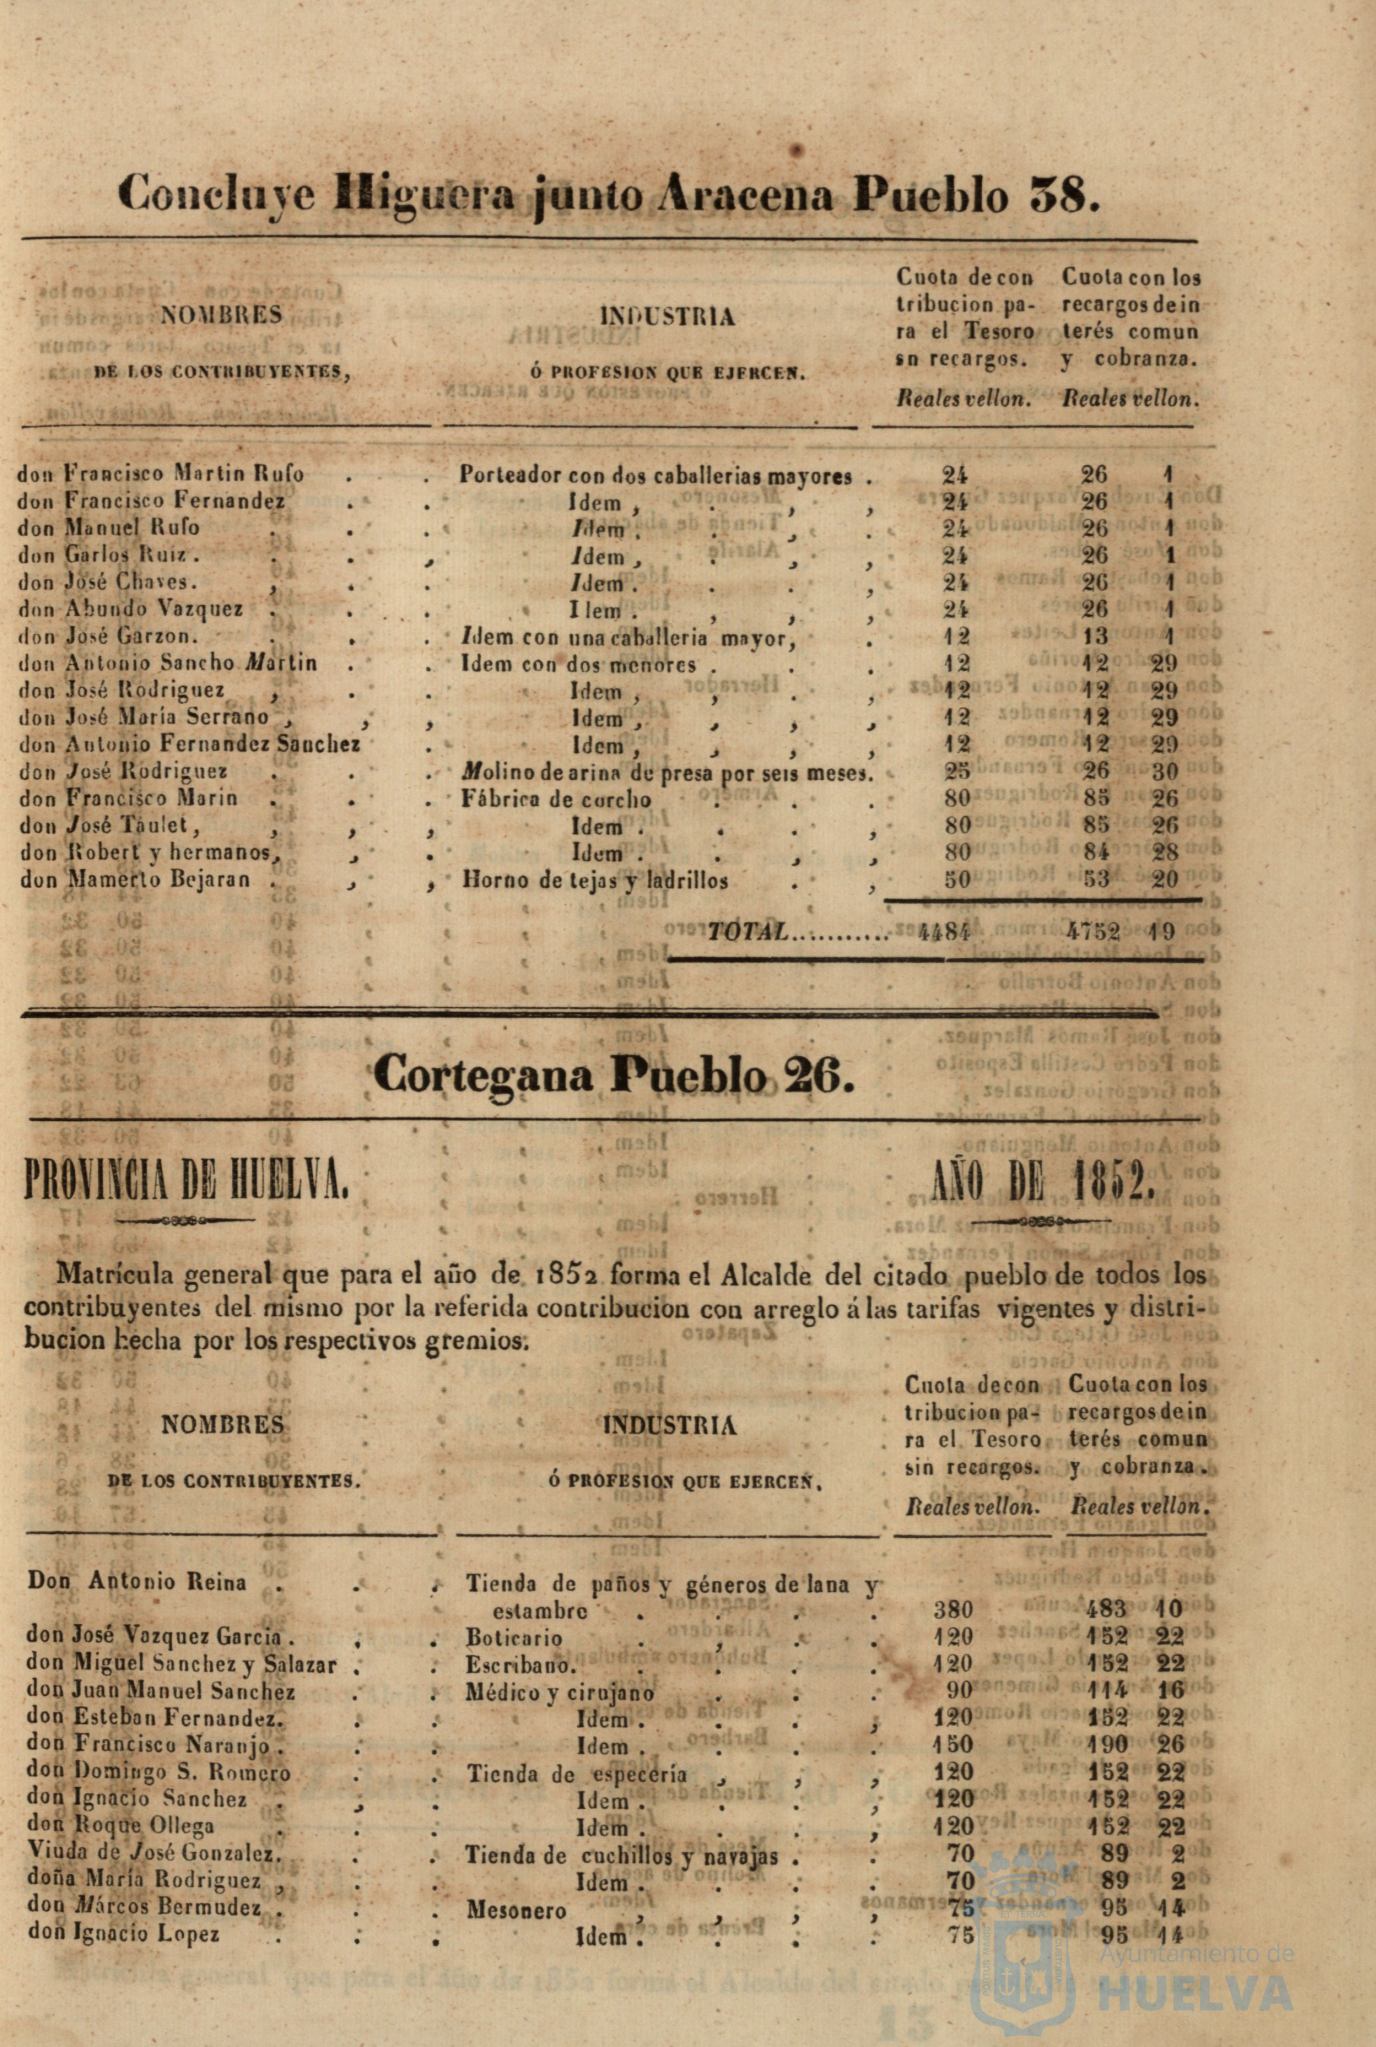 Concluye Higuera junto Aracena Pueblo 38.
NOMBRES
DE LOS CONTRIBUYENTES,
INDUSTRIA
Ó PROFESION QUE EJERCEN.
Cuota de con
tribucion pa-
ra el Tesoro
sn recargos.
Reales vellon.
Cuota con los
recargos de in
terés comun
y cobranza.
Reales vellon.
don Francisco Martin Rufo . . Porteador con dos caballerias mayores . 24 26 1
don Francisco Fernandez . . Idem , . , , 24 26 1
don Manuel Rufo . . . Idem . . , . 24 26 1
don Garlos Ruiz . . . , Idem , . , , 24 26 1
don José Chaves. , . . Idem . . . , 24 26 1
don Abundo Vazquez . . . Ilem . , , , 24 26 1
don José Garzon. . . . Idem con una caballeria mayor, . 12 13 1
don Antonio Sancho Martin . . Idem con dos menores . . . 12 12 29
don José Rodriguez , . . Idem , , . , 12 12 29
don José María Serrano , , , Idem , , , , 12 12 29
don Antonio Fernandez Sanchez . Idem , , , , 12 12 29
don José Rodriguez . . . Molino de arina de presa por seis meses. 25 26 30
don Francisco Marin . . . Fábrica de corcho . . . 80 85 26
don José Taulet, , , , Idem . . . , 80 85 26
don Robert y hermanos, , . Idem . . , , 80 84 28
don Mamerto Bejaran . , , Horno de tejas y ladrillos . , 50 53 20
TOTAL........... 4484 4752 19
Cortegana Pueblo 26.
PROVINCIA DE HUELVA. AÑO DE 1852.
Matrícula general que para el año de 1852 forma el Alcalde del citado pueblo de todos los
contribuyentes del mismo por la referida contribucion con arreglo á las tarifas vigentes y distri-
bucion hecha por los respectivos gremios.
NOMBRES
DE LOS CONTRIBUYENTES.
INDUSTRIA
Ó PROFESION QUE EJERCEN.
Cuota de con
tribucion pa-
ra el Tesoro
sin recargos.
Reales vellon.
Cuota con los
recargos de in
terés comun
y cobranza.
Reales vellon.
Don Antonio Reina . . . Tienda de paños y géneros de lana y
estambre . . . . 380 483 10
don José Vazquez Garcia . . . Boticario . , . . 120 152 22
don Miguel Sanchez y Salazar . . Escribano. . . . . 120 152 22
don Juan Manuel Sanchez . . Médico y cirujano . . . 90 114 16
don Esteban Fernandez. . . Idem . . . , 120 152 22
don Francisco Naranjo . . . Idem . . . . 150 190 26
don Domingo S. Romero . . Tienda de especería , , , 120 152 22
don Ignacio Sanchez . , . Idem . . . , 120 152 22
don Roque Ollega . . . Idem . . . , 120 152 22
Viuda de José Gonzalez. . . Tienda de cuchillos y navajas . . 70 89 2
doña María Rodriguez , . . Idem . . . . 70 89 2
don Márcos Bermudez . . . Mesonero , , , , 75 95 14
don Ignacio Lopez . . . Idem . . . . 75 95 14
Ayuntamiento de
HUELVA